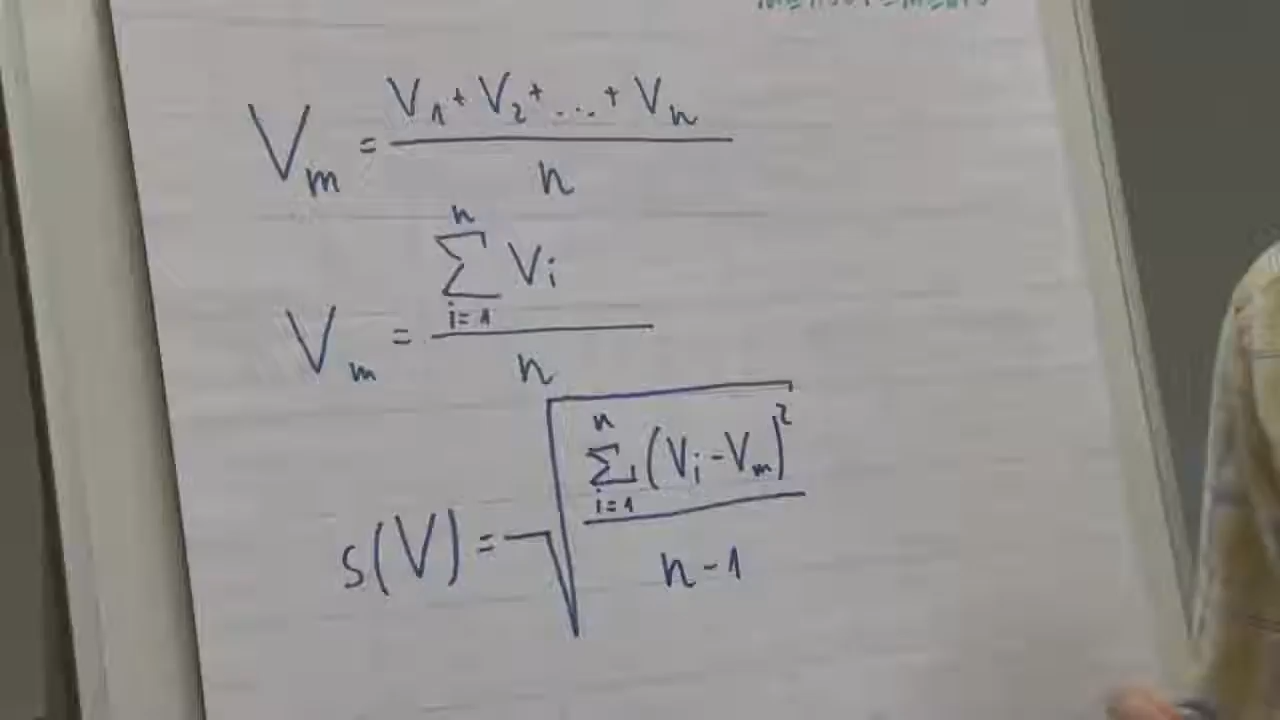 V_m = (V_1 + V_2 + ... + V_n) / n
V_m = (∑_{i=1}^{n} V_i) / n
s(V) = √(∑_{i=1}^{n} (V_i - V_m)^2 / (n - 1))